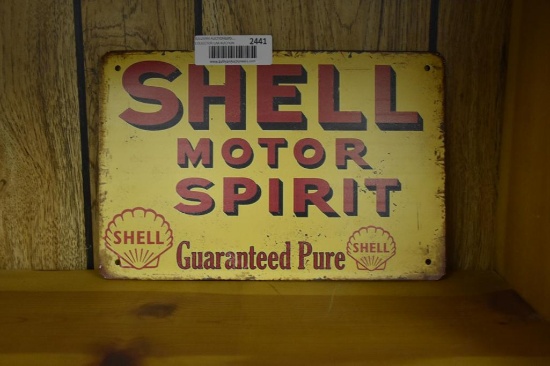 2441
SHELL
MOTOR
SPIRIT
SHELL
Guaranteed Pure
SHELL